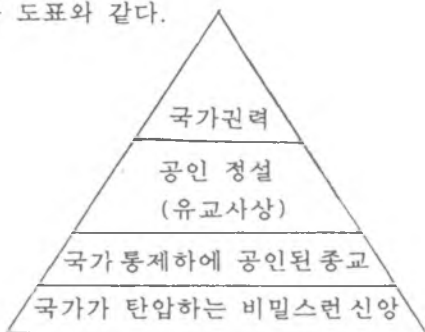 도표와 같다.
국가권력
공인 정설
(유교사상)
국가통제하에 공인된종교
국가가 탄압하는 비밀스런 신앙